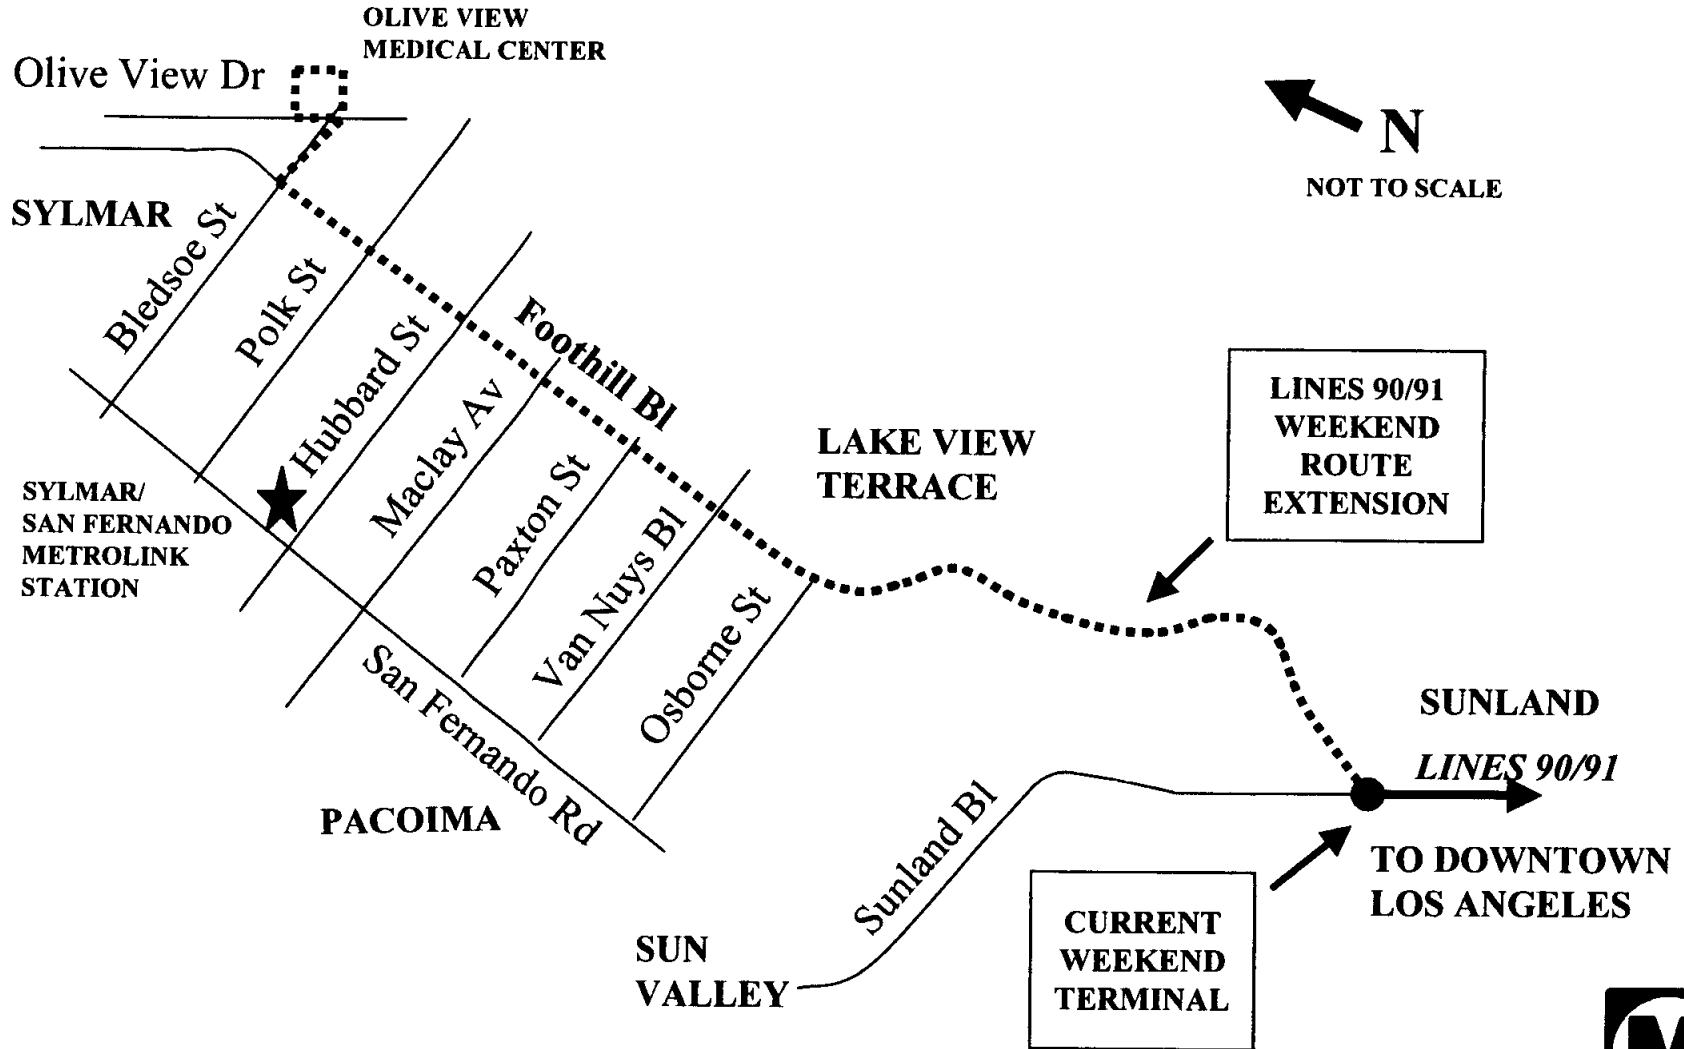 OLIVE VIEW
MEDICAL CENTER
Olive View Dr
N
NOT TO SCALE
SYLMAR
Bledsoe St
Polk St
Hubbard St
Foothill Bl
Maclay Av
Paxton St
Van Nuys Bl
Osborne St
LAKE VIEW
TERRACE
LINES 90/91
WEEKEND
ROUTE
EXTENSION
SYLMAR/
SAN FERNANDO
METROLINK
STATION
San Fernando Rd
PACOIMA
SUNLAND
LINES 90/91
Sunland Bl
TO DOWNTOWN
LOS ANGELES
CURRENT
WEEKEND
TERMINAL
SUN
VALLEY
M